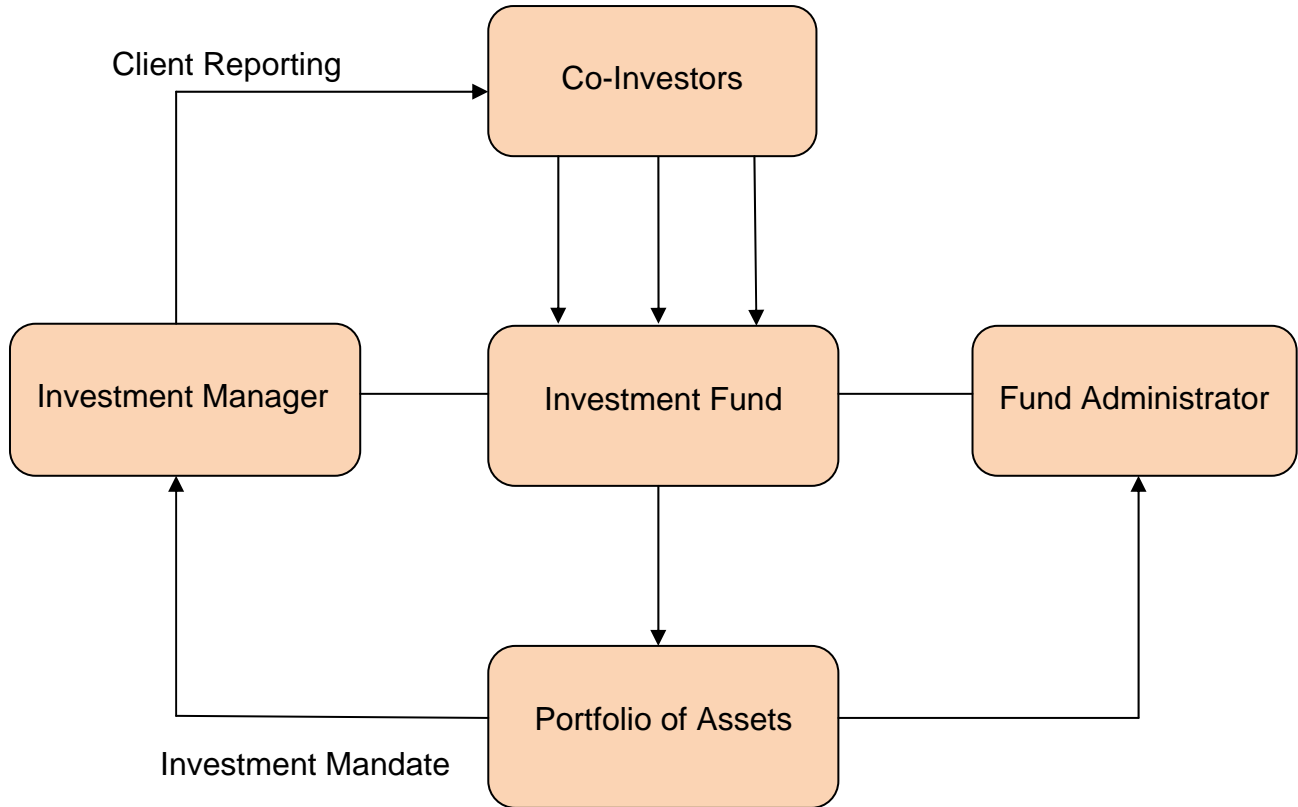 Client Reporting
Co-Investors
Investment Manager
Investment Fund
Fund Administrator
Portfolio of Assets
Investment Mandate